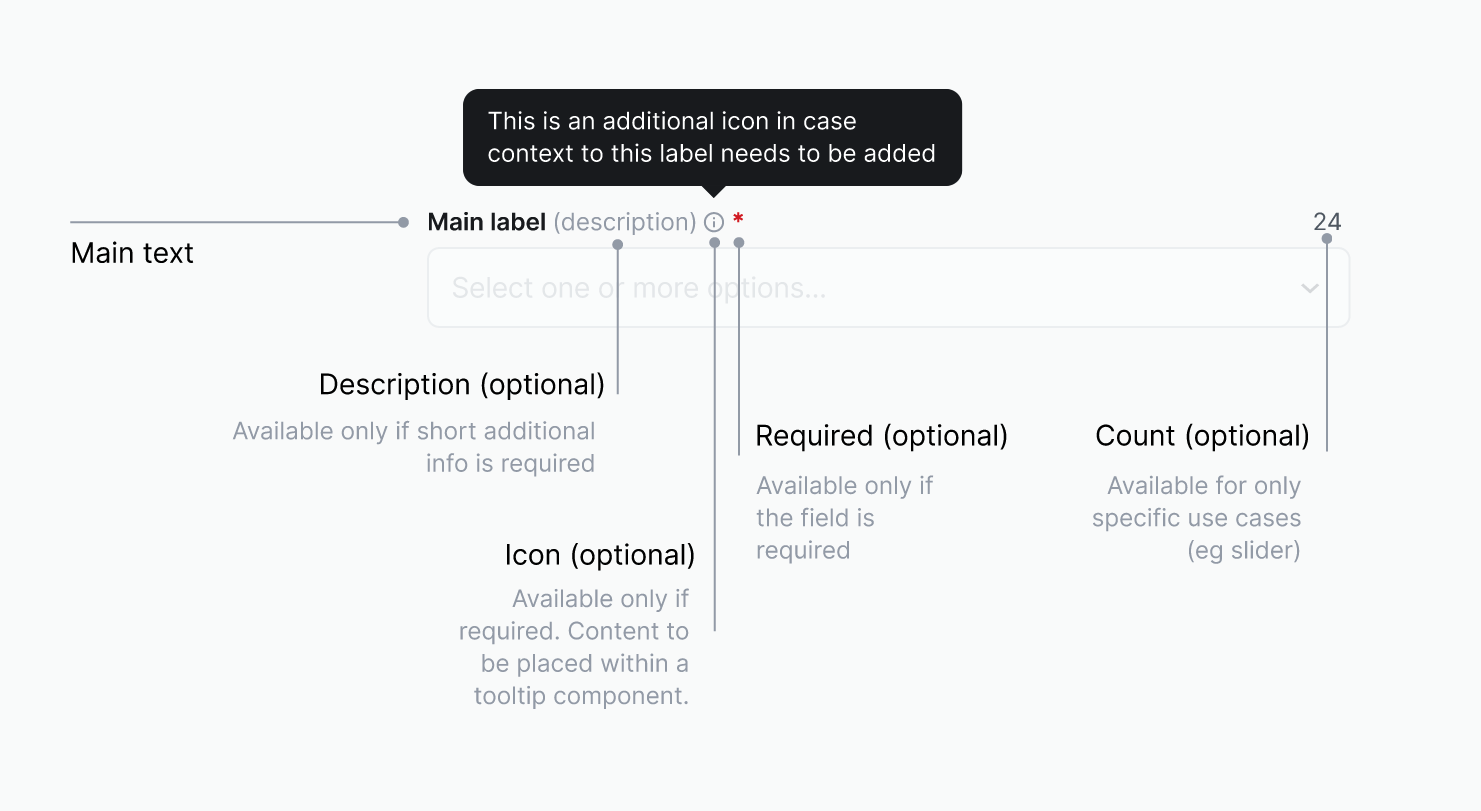 This is an additional icon in case
context to this label needs to be added
Main label (description) * 24
Main text
Select one or more options...
Description (optional)
Available only if short additional
info is required
Required (optional)
Available only if
the field is
required
Count (optional)
Available for only
specific use cases
(eg slider)
Icon (optional)
Available only if
required. Content to
be placed within a
tooltip component.